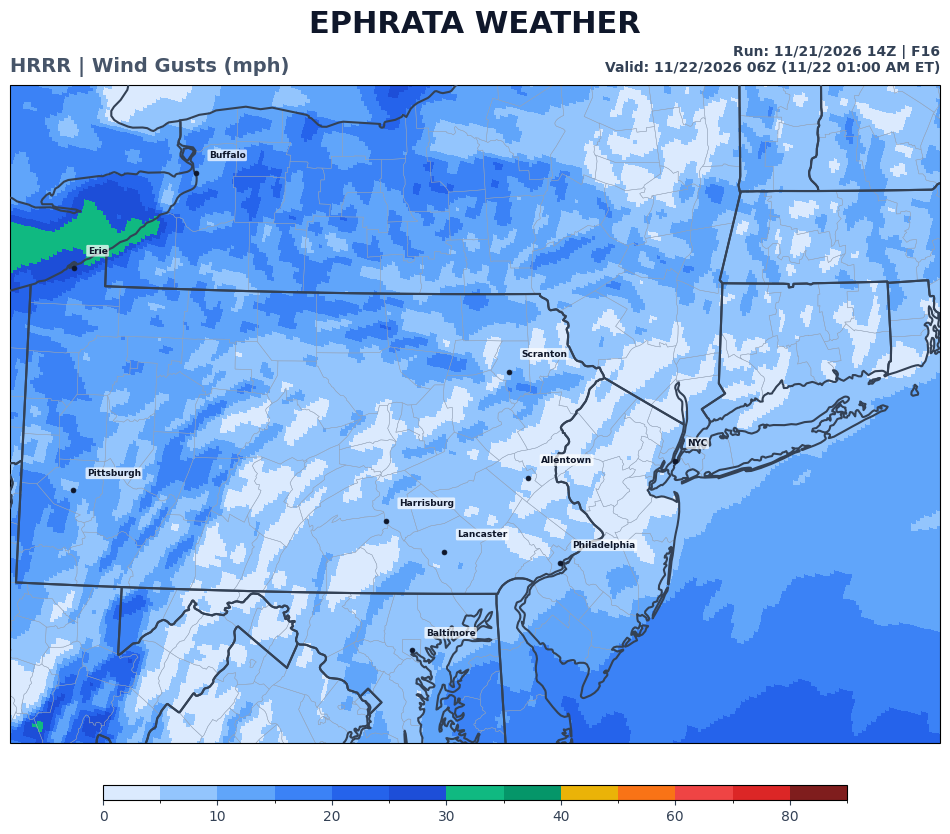 EPHRATA WEATHER
HRRR | Wind Gusts (mph)
Run: 11/21/2026 14Z | F16
Valid: 11/22/2026 06Z (11/22 01:00 AM ET)
Buffalo
Erie
Scranton
NYC
Allentown
Pittsburgh
Harrisburg
Lancaster
Philadelphia
Baltimore
0 10 20 30 40 60 80